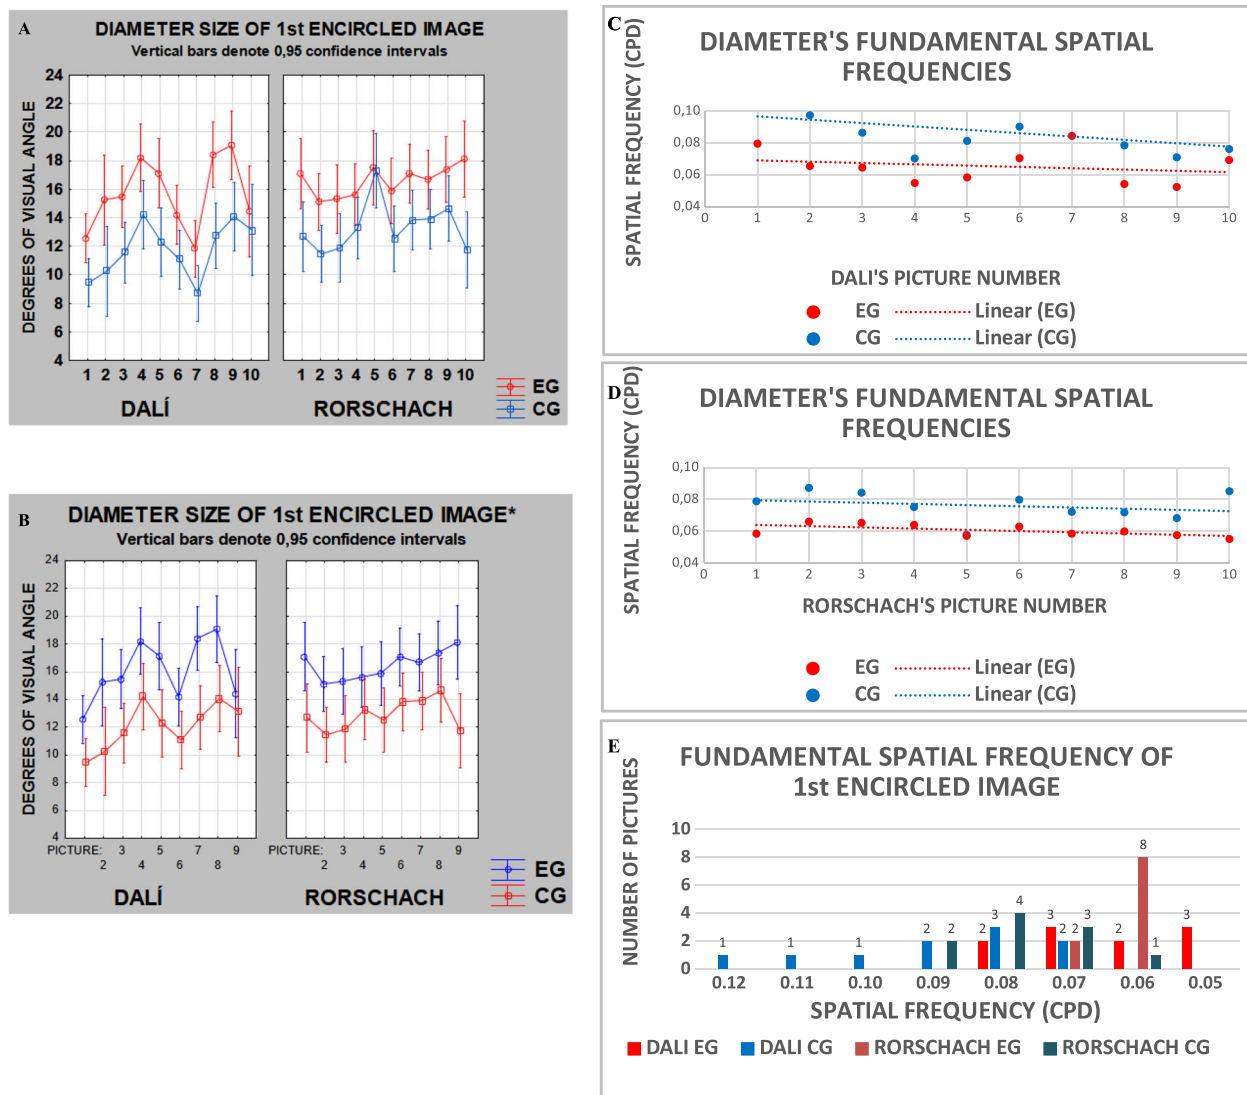 A
DIAMETER SIZE OF 1st ENCIRCLED IMAGE
Vertical bars denote 0,95 confidence intervals
DEGREES OF VISUAL ANGLE
24
22
20
18
16
14
12
10
8
6
4
1 2 3 4 5 6 7 8 9 10
1 2 3 4 5 6 7 8 9 10
DALÍ
RORSCHACH
EG
CG
B
DIAMETER SIZE OF 1st ENCIRCLED IMAGE*
Vertical bars denote 0,95 confidence intervals
DEGREES OF VISUAL ANGLE
24
22
20
18
16
14
12
10
8
6
4
PICTURE: 3 5 7 9
2 4 6 8
PICTURE: 3 5 7 9
2 4 6 8
DALÍ
RORSCHACH
EG
CG
C
DIAMETER'S FUNDAMENTAL SPATIAL
FREQUENCIES
SPATIAL FREQUENCY (CPD)
0,10
0,08
0,06
0,04
0 1 2 3 4 5 6 7 8 9 10
DALI'S PICTURE NUMBER
EG Linear (EG)
CG Linear (CG)
D
DIAMETER'S FUNDAMENTAL SPATIAL
FREQUENCIES
SPATIAL FREQUENCY (CPD)
0,10
0,08
0,06
0,04
0 1 2 3 4 5 6 7 8 9 10
RORSCHACH'S PICTURE NUMBER
EG Linear (EG)
CG Linear (CG)
E
FUNDAMENTAL SPATIAL FREQUENCY OF
1st ENCIRCLED IMAGE
NUMBER OF PICTURES
10
8
6
4
2
0
1 1 1 2 2 2 3 4 3 2 2 3 2 8 1 3
0.12 0.11 0.10 0.09 0.08 0.07 0.06 0.05
SPATIAL FREQUENCY (CPD)
DALI EG DALI CG RORSCHACH EG RORSCHACH CG